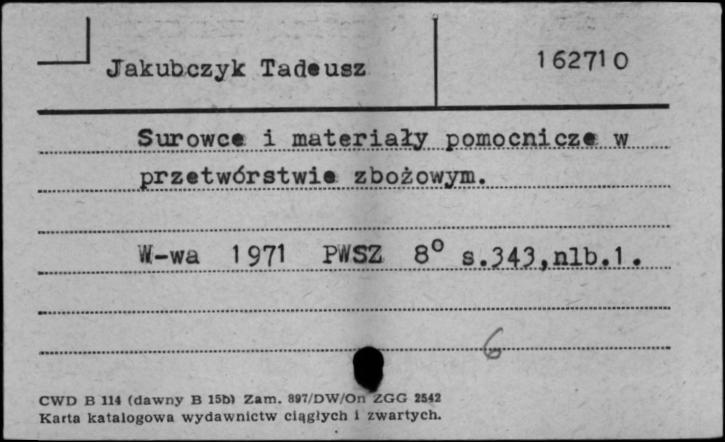 Jakubczyk Tadeusz 162710
Surowce i materiały pomocnicze w
przetwórstwie zbożowym.
W-wa 1971 PWSZ 8° s.343,nlb.1.
6
CWD B 114 (dawny B 15b) Zam. 897/DW/On ZGG 2542
Karta katalogowa wydawnictw ciągłych i zwartych.